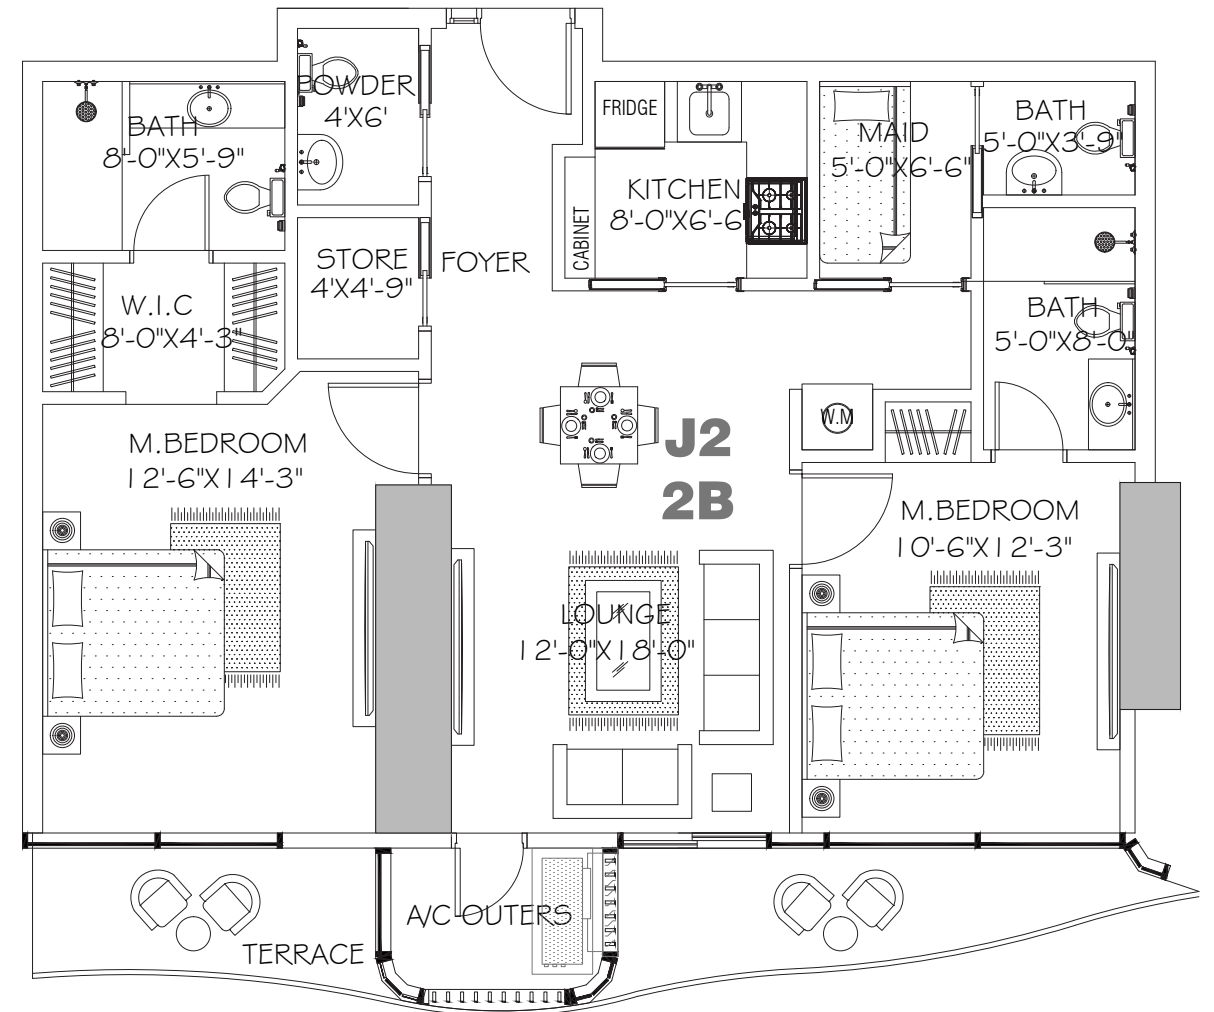 POWDER
4'X6'
BATH
8'-0"X5'-9"
FRIDGE
KITCHEN
8'-0"X6'-6
CABINET
MAID
5'-0"X6'-6"
BATH
5'-0"X3'-9"
STORE
4'X4'-9"
FOYER
W.I.C
8'-0"X4'-3"
BATH
5'-0"X8'-0"
W.M
J2
2B
M.BEDROOM
12'-6"X14'-3"
M.BEDROOM
10'-6"X12'-3"
LOUNGE
12'-0"X18'-0"
A/C OUTERS
TERRACE